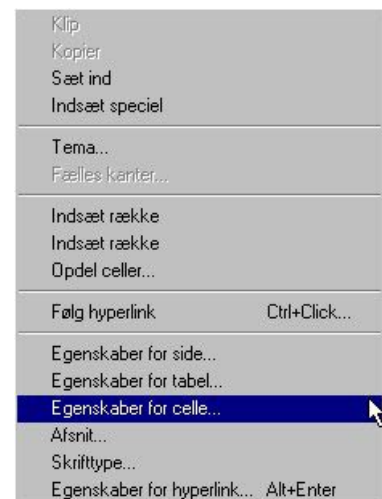 Klip
Kopier
Sæt ind
Indsæt speciel
Tema...
Fælles kanter...
Indsæt række
Indsæt række
Opdel celler...
Følg hyperlink Ctrl+Click...
Egenskaber for side...
Egenskaber for tabel...
Egenskaber for celle...
Afsnit...
Skrifttype...
Egenskaber for hyperlink... Alt+Enter